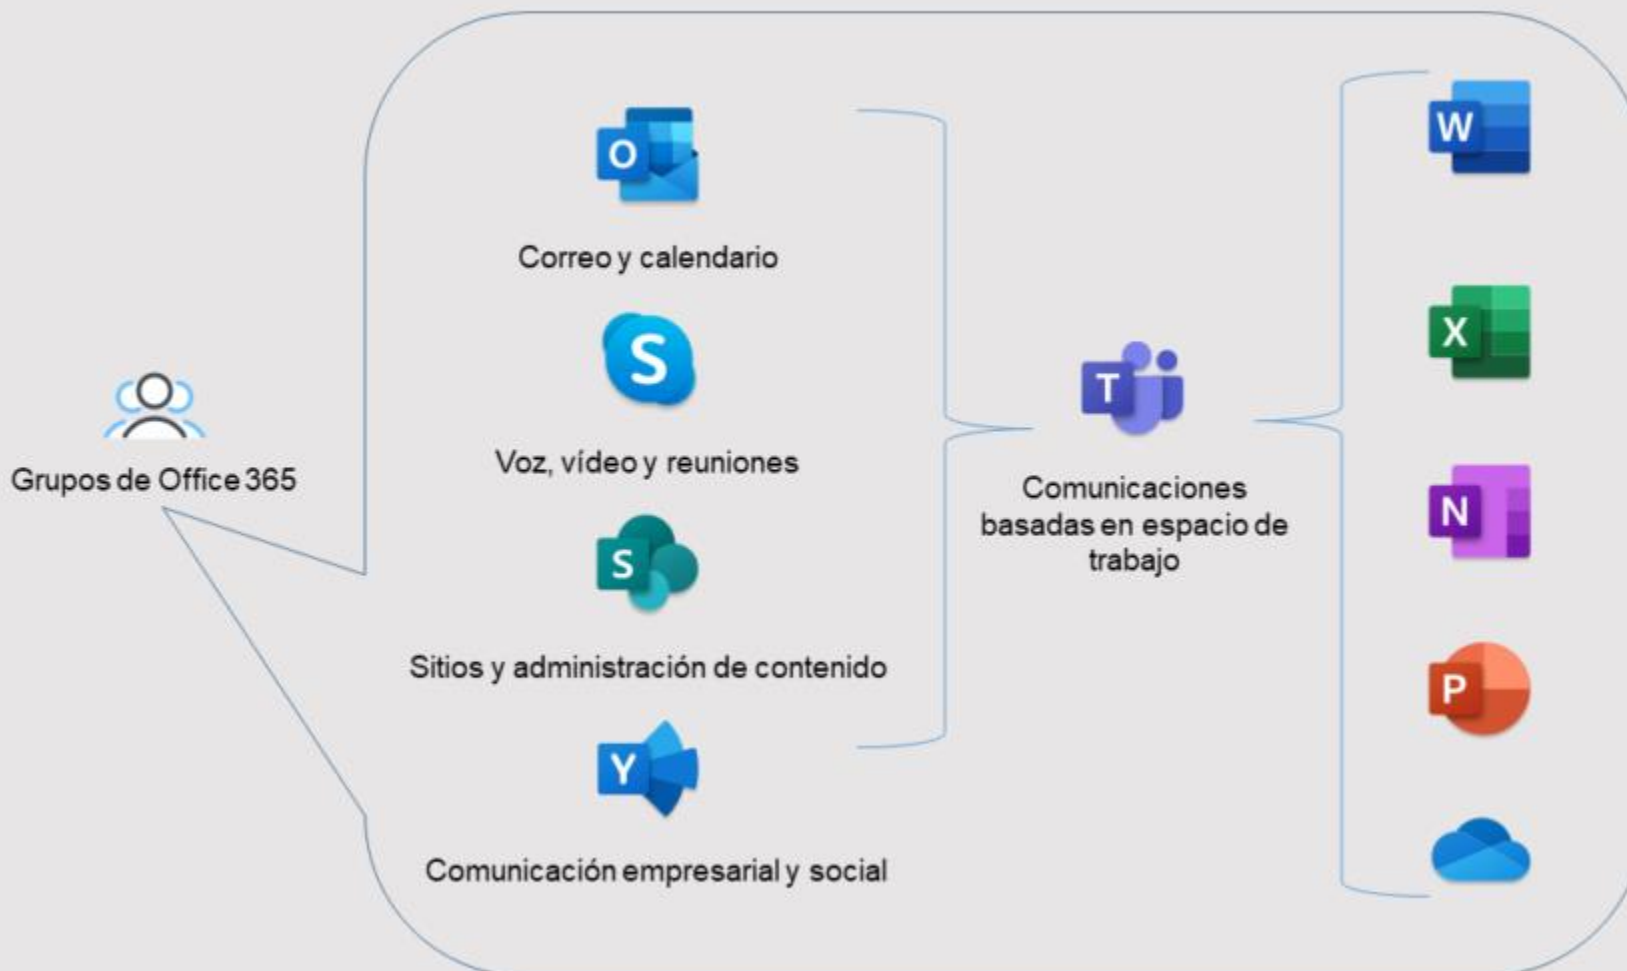 O
Correo y calendario
S
Voz, vídeo y reuniones
S
Sitios y administración de contenido
Y
Comunicación empresarial y social
Grupos de Office 365
T
Comunicaciones
basadas en espacio de
trabajo
W
X
N
P